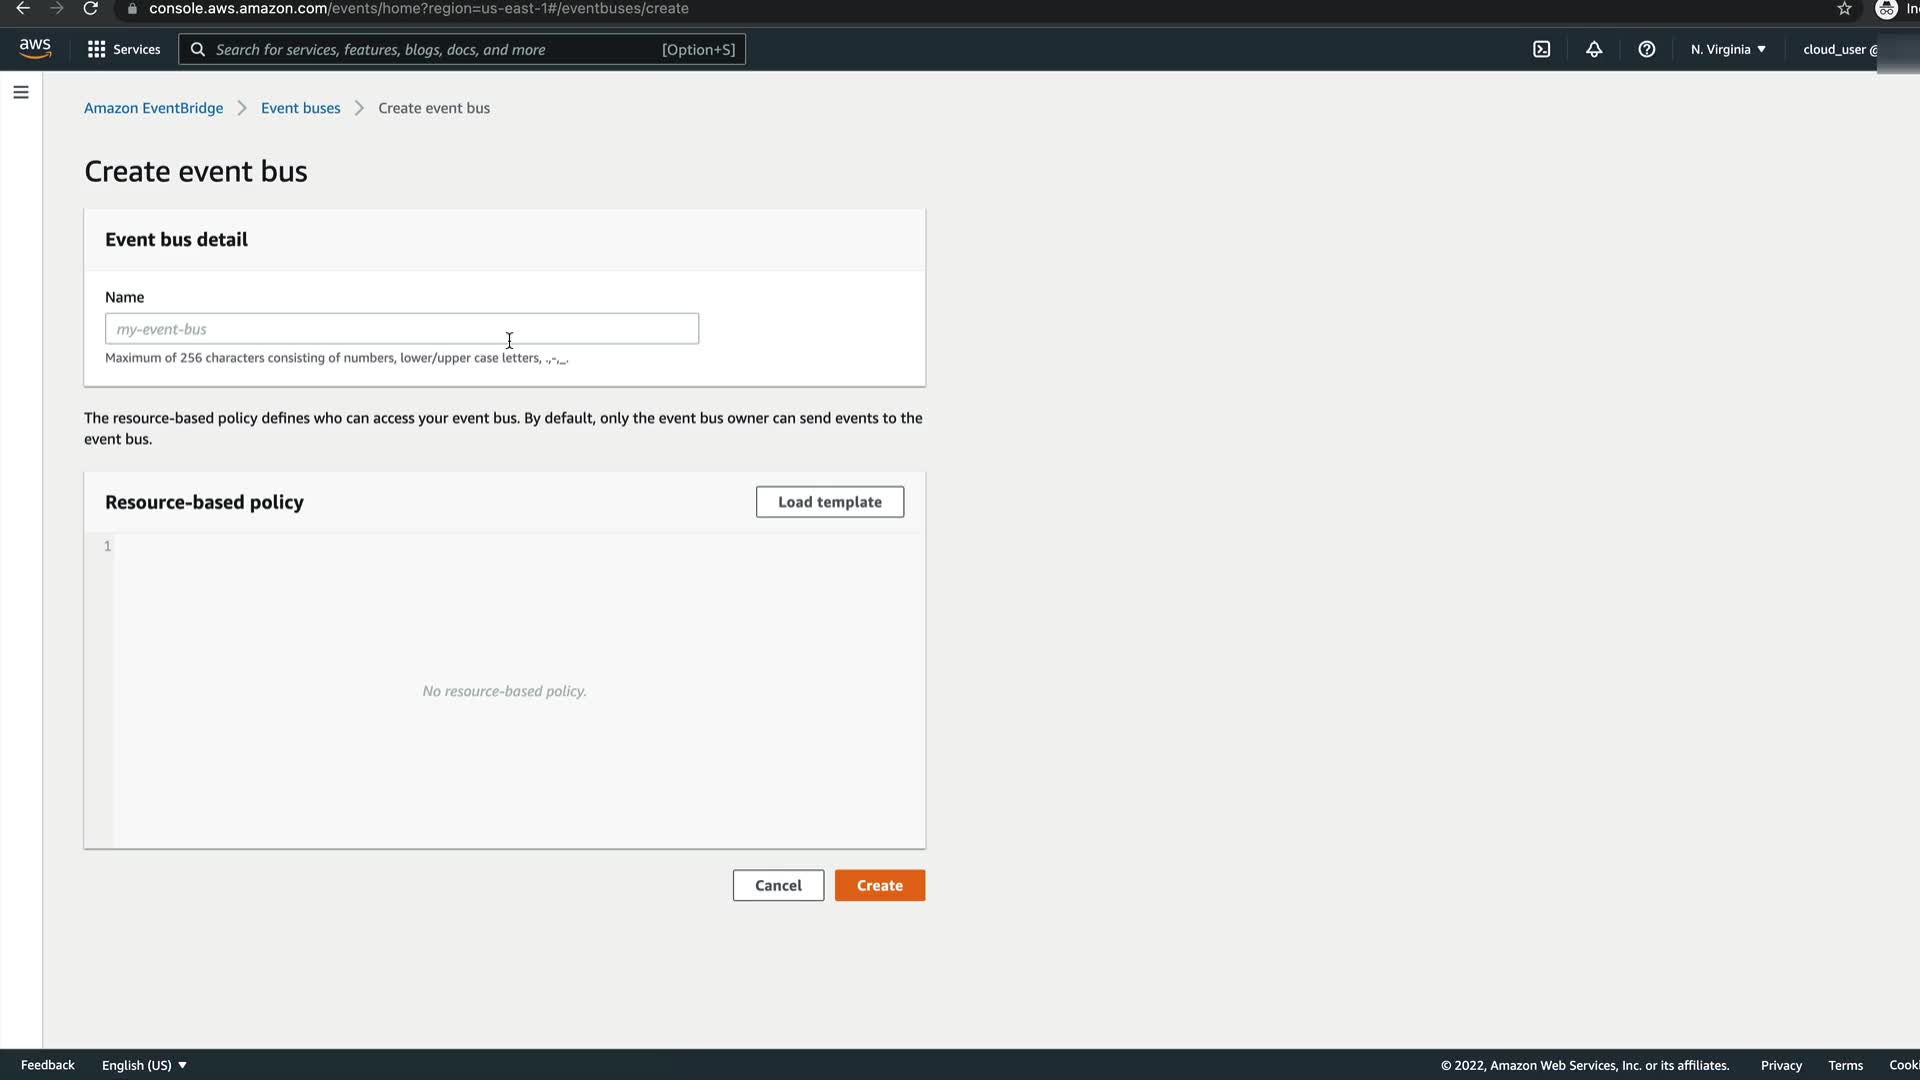 console.aws.amazon.com/events/home?region=us-east-1#/eventbuses/create
aws
Services
Search for services, features, blogs, docs, and more
[Option+S]
N. Virginia
cloud_user @
Amazon EventBridge
Event buses
Create event bus
Create event bus
Event bus detail
Name
my-event-bus
Maximum of 256 characters consisting of numbers, lower/upper case letters, .,-,_.
The resource-based policy defines who can access your event bus. By default, only the event bus owner can send events to the
event bus.
Resource-based policy
Load template
1
No resource-based policy.
Cancel
Create
Feedback
English (US)
© 2022, Amazon Web Services, Inc. or its affiliates.
Privacy
Terms